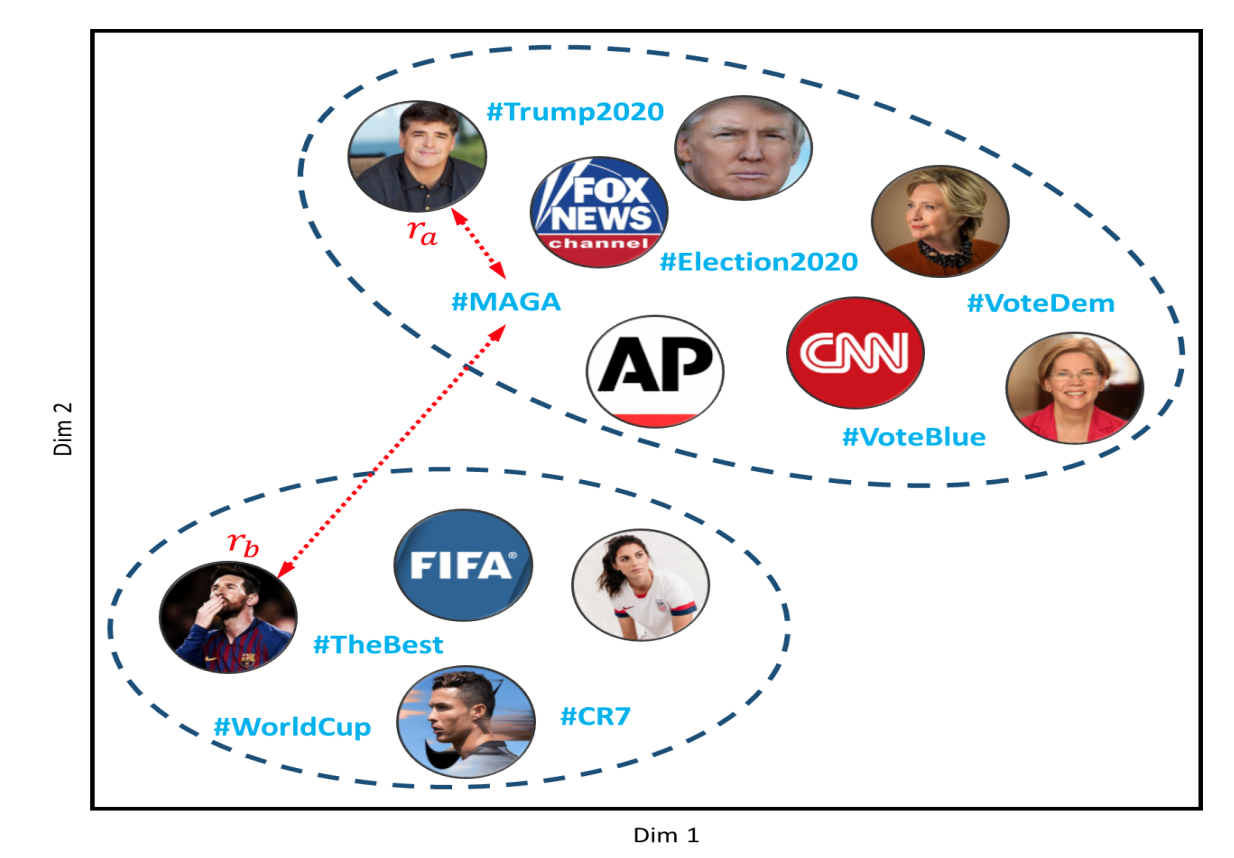 #Trump2020
FOX
NEWS
channel
r_a
#Election2020
#MAGA
#VoteDem
AP
CNN
#VoteBlue
Dim 2
r_b
FIFA®
#TheBest
#WorldCup
#CR7
Dim 1